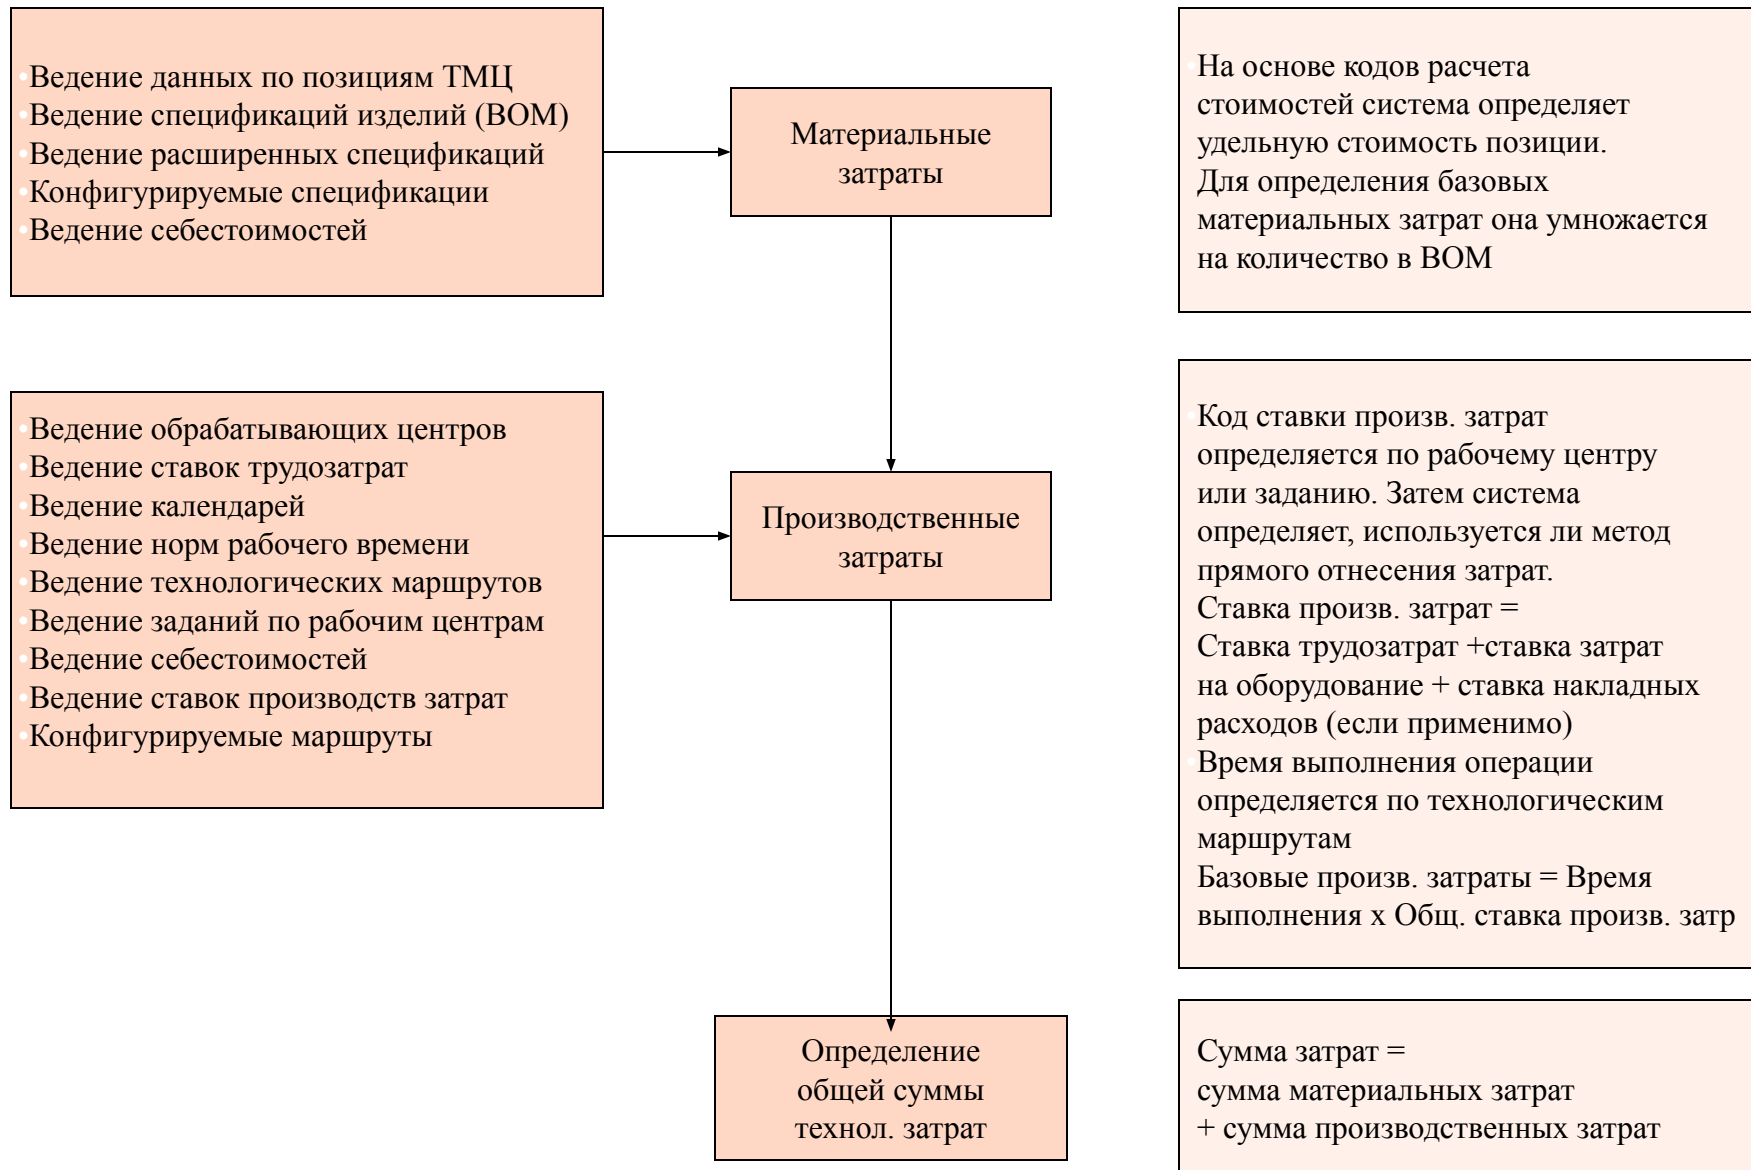 •Ведение данных по позициям ТМЦ
•Ведение спецификаций изделий (BOM)
•Ведение расширенных спецификаций
•Конфигурируемые спецификации
•Ведение себестоимостей
Материальные
затраты
•На основе кодов расчета
стоимостей система определяет
удельную стоимость позиции.
Для определения базовых
материальных затрат она умножается
на количество в BOM
•Ведение обрабатывающих центров
•Ведение ставок трудозатрат
•Ведение календарей
•Ведение норм рабочего времени
•Ведение технологических маршрутов
•Ведение заданий по рабочим центрам
•Ведение себестоимостей
•Ведение ставок производств затрат
•Конфигурируемые маршруты
Производственные
затраты
•Код ставки произв. затрат
определяется по рабочему центру
или заданию. Затем система
определяет, используется ли метод
прямого отнесения затрат.
Ставка произв. затрат =
Ставка трудозатрат +ставка затрат
на оборудование + ставка накладных
расходов (если применимо)
•Время выполнения операции
определяется по технологическим
маршрутам
Базовые произв. затраты = Время
выполнения x Общ. ставка произв. затр
Определение
общей суммы
технол. затрат
Сумма затрат =
сумма материальных затрат
+ сумма производственных затрат